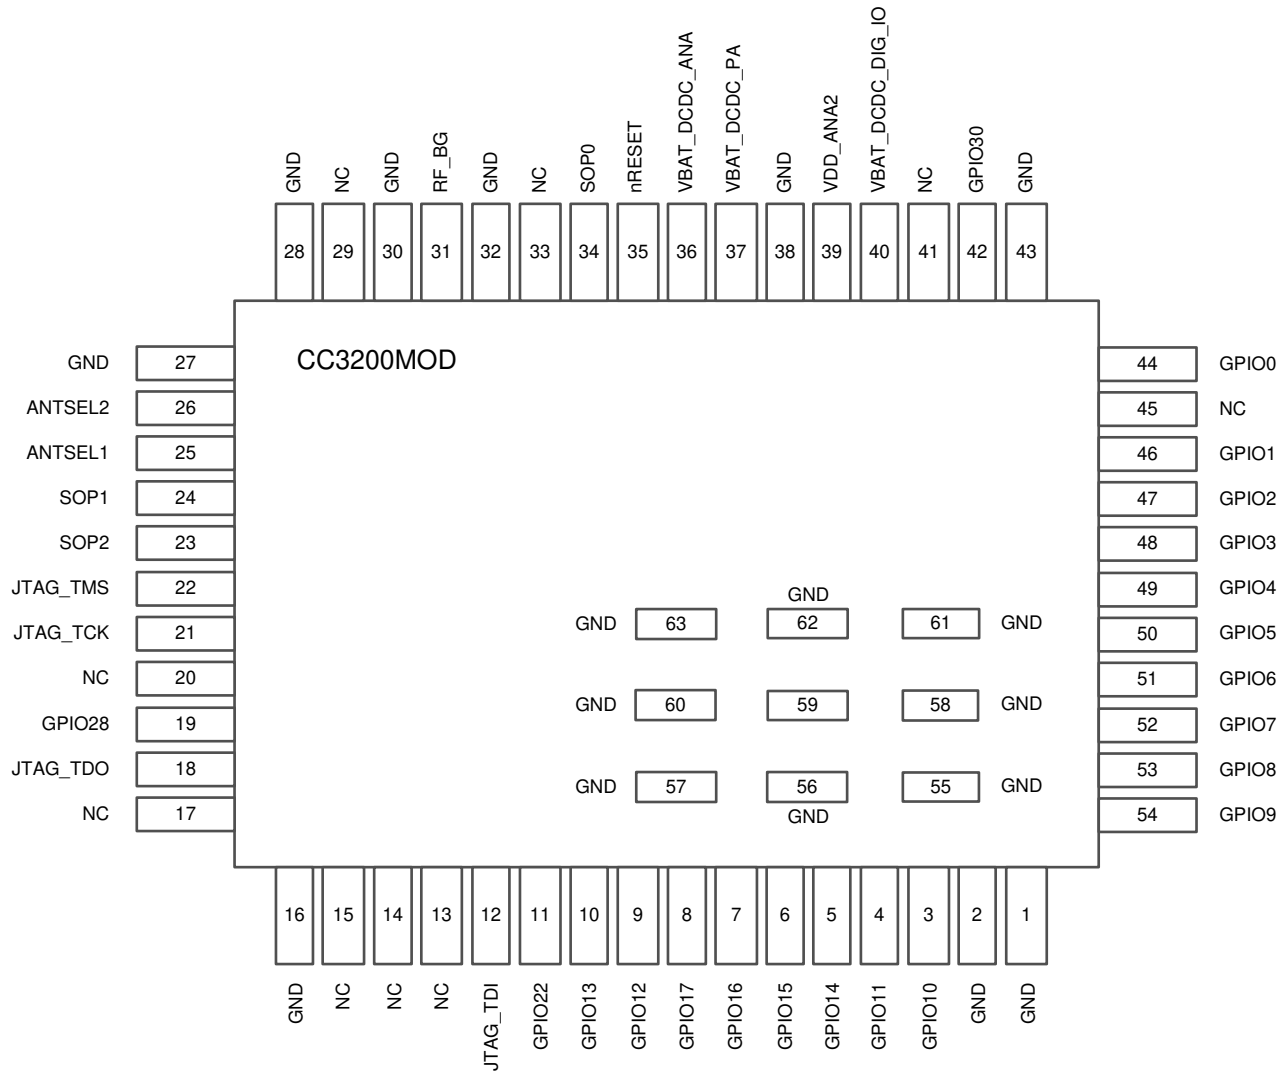 GND
NC
GND
RF_BG
GND
NC
SOP0
nRESET
VBAT_DCDC_ANA
VBAT_DCDC_PA
GND
VDD_ANA2
VBAT_DCDC_DIG_IO
NC
GPIO30
GND
28 29 30 31 32 33 34 35 36 37 38 39 40 41 42 43
CC3200MOD
GND 27
ANTSEL2 26
ANTSEL1 25
SOP1 24
SOP2 23
JTAG_TMS 22
JTAG_TCK 21
NC 20
GPIO28 19
JTAG_TDO 18
NC 17
44 GPIO0
45 NC
46 GPIO1
47 GPIO2
48 GPIO3
49 GPIO4
50 GPIO5
51 GPIO6
52 GPIO7
53 GPIO8
54 GPIO9
GND
GND 63 62 61 GND
GND 60 59 58 GND
GND 57 56 55 GND
GND
16 15 14 13 12 11 10 9 8 7 6 5 4 3 2 1
GND
NC
NC
NC
JTAG_TDI
GPIO22
GPIO13
GPIO12
GPIO17
GPIO16
GPIO15
GPIO14
GPIO11
GPIO10
GND
GND